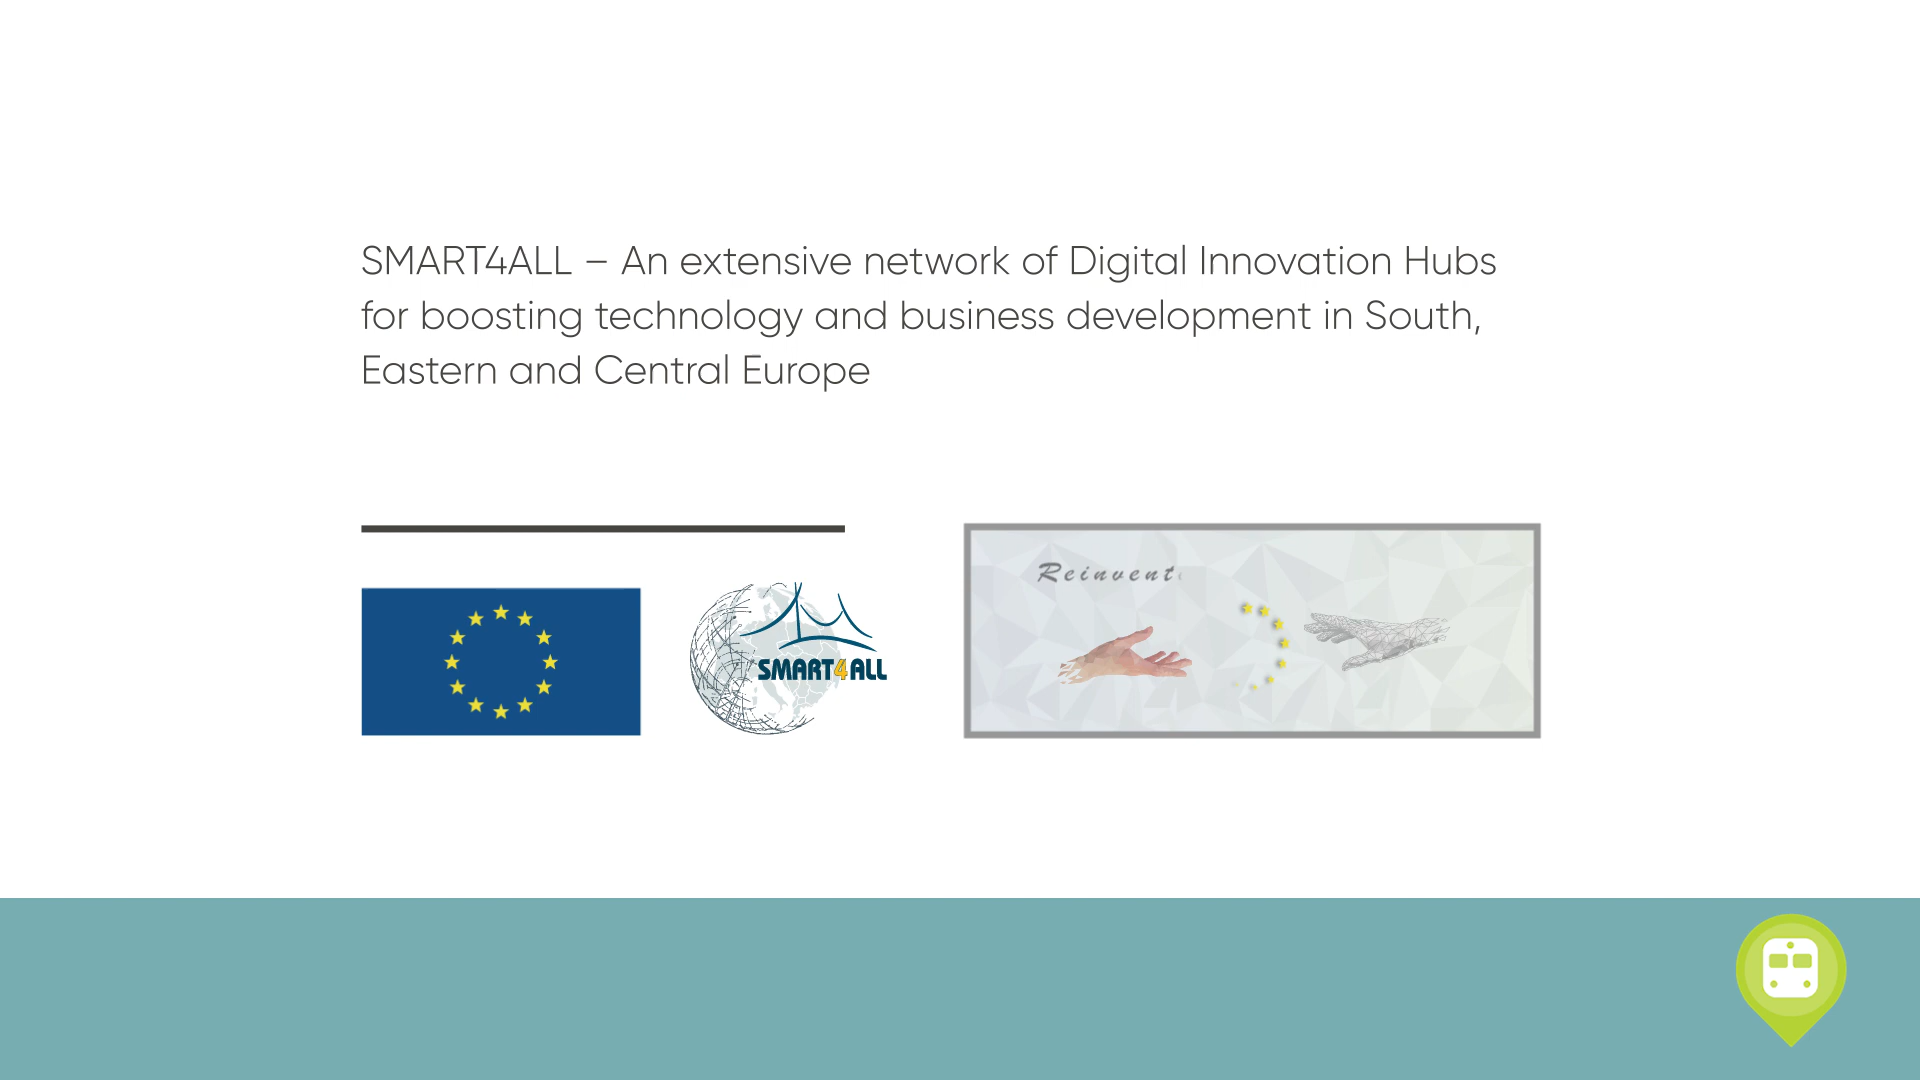 SMART4ALL – An extensive network of Digital Innovation Hubs
for boosting technology and business development in South,
Eastern and Central Europe
SMART4ALL
Reinvent